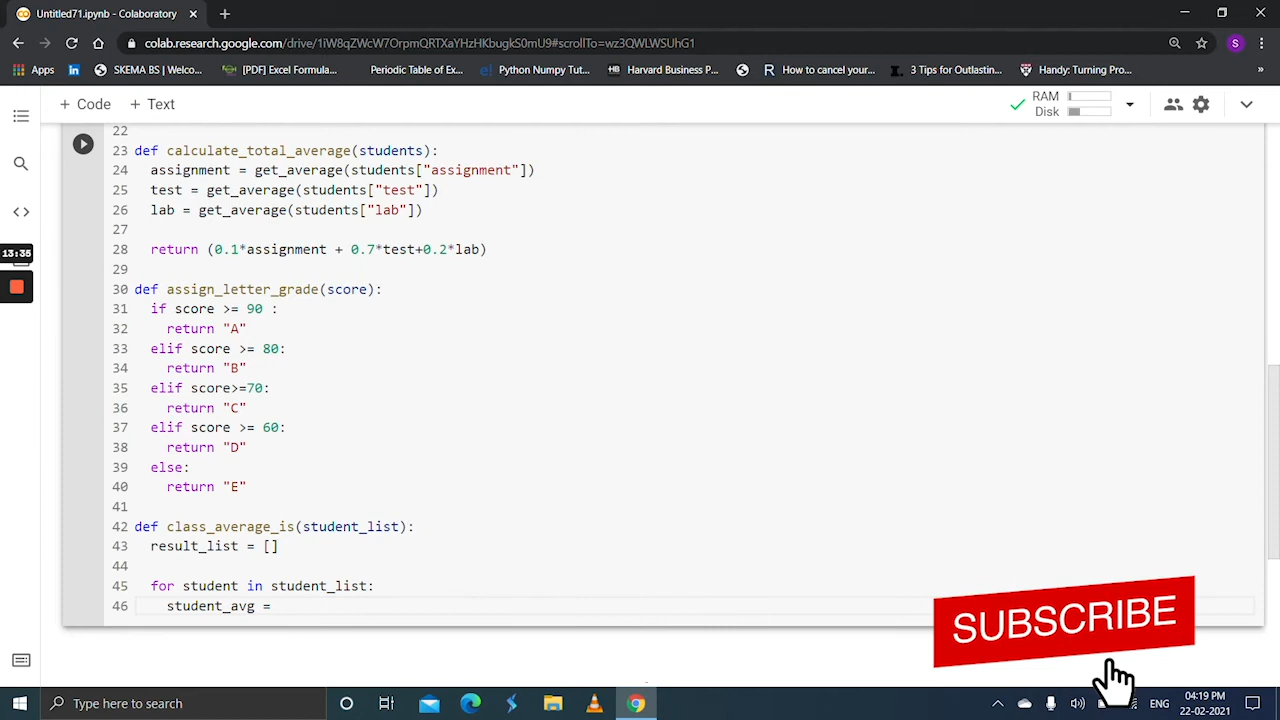 Untitled71.ipynb - Colaboratory
colab.research.google.com/drive/1iW8qZWcW7OrpmQRTXaYHzHKbugkS0mU9#scrollTo=wz3QWLWSUhG1
S
Apps
SKEMA BS | Welco...
[PDF] Excel Formula...
Periodic Table of Ex...
Python Numpy Tut...
Harvard Business P...
How to cancel your...
3 Tips for Outlastin...
Handy: Turning Pro...
»
+ Code + Text
RAM
Disk
22
23 def calculate_total_average(students):
24 assignment = get_average(students["assignment"])
25 test = get_average(students["test"])
26 lab = get_average(students["lab"])
27
28 return (0.1*assignment + 0.7*test+0.2*lab)
29
30 def assign_letter_grade(score):
31 if score >= 90 :
32 return "A"
33 elif score >= 80:
34 return "B"
35 elif score>=70:
36 return "C"
37 elif score >= 60:
38 return "D"
39 else:
40 return "E"
41
42 def class_average_is(student_list):
43 result_list = []
44
45 for student in student_list:
46 student_avg =
13:35
SUBSCRIBE
Type here to search
ENG
04:19 PM
22-02-2021